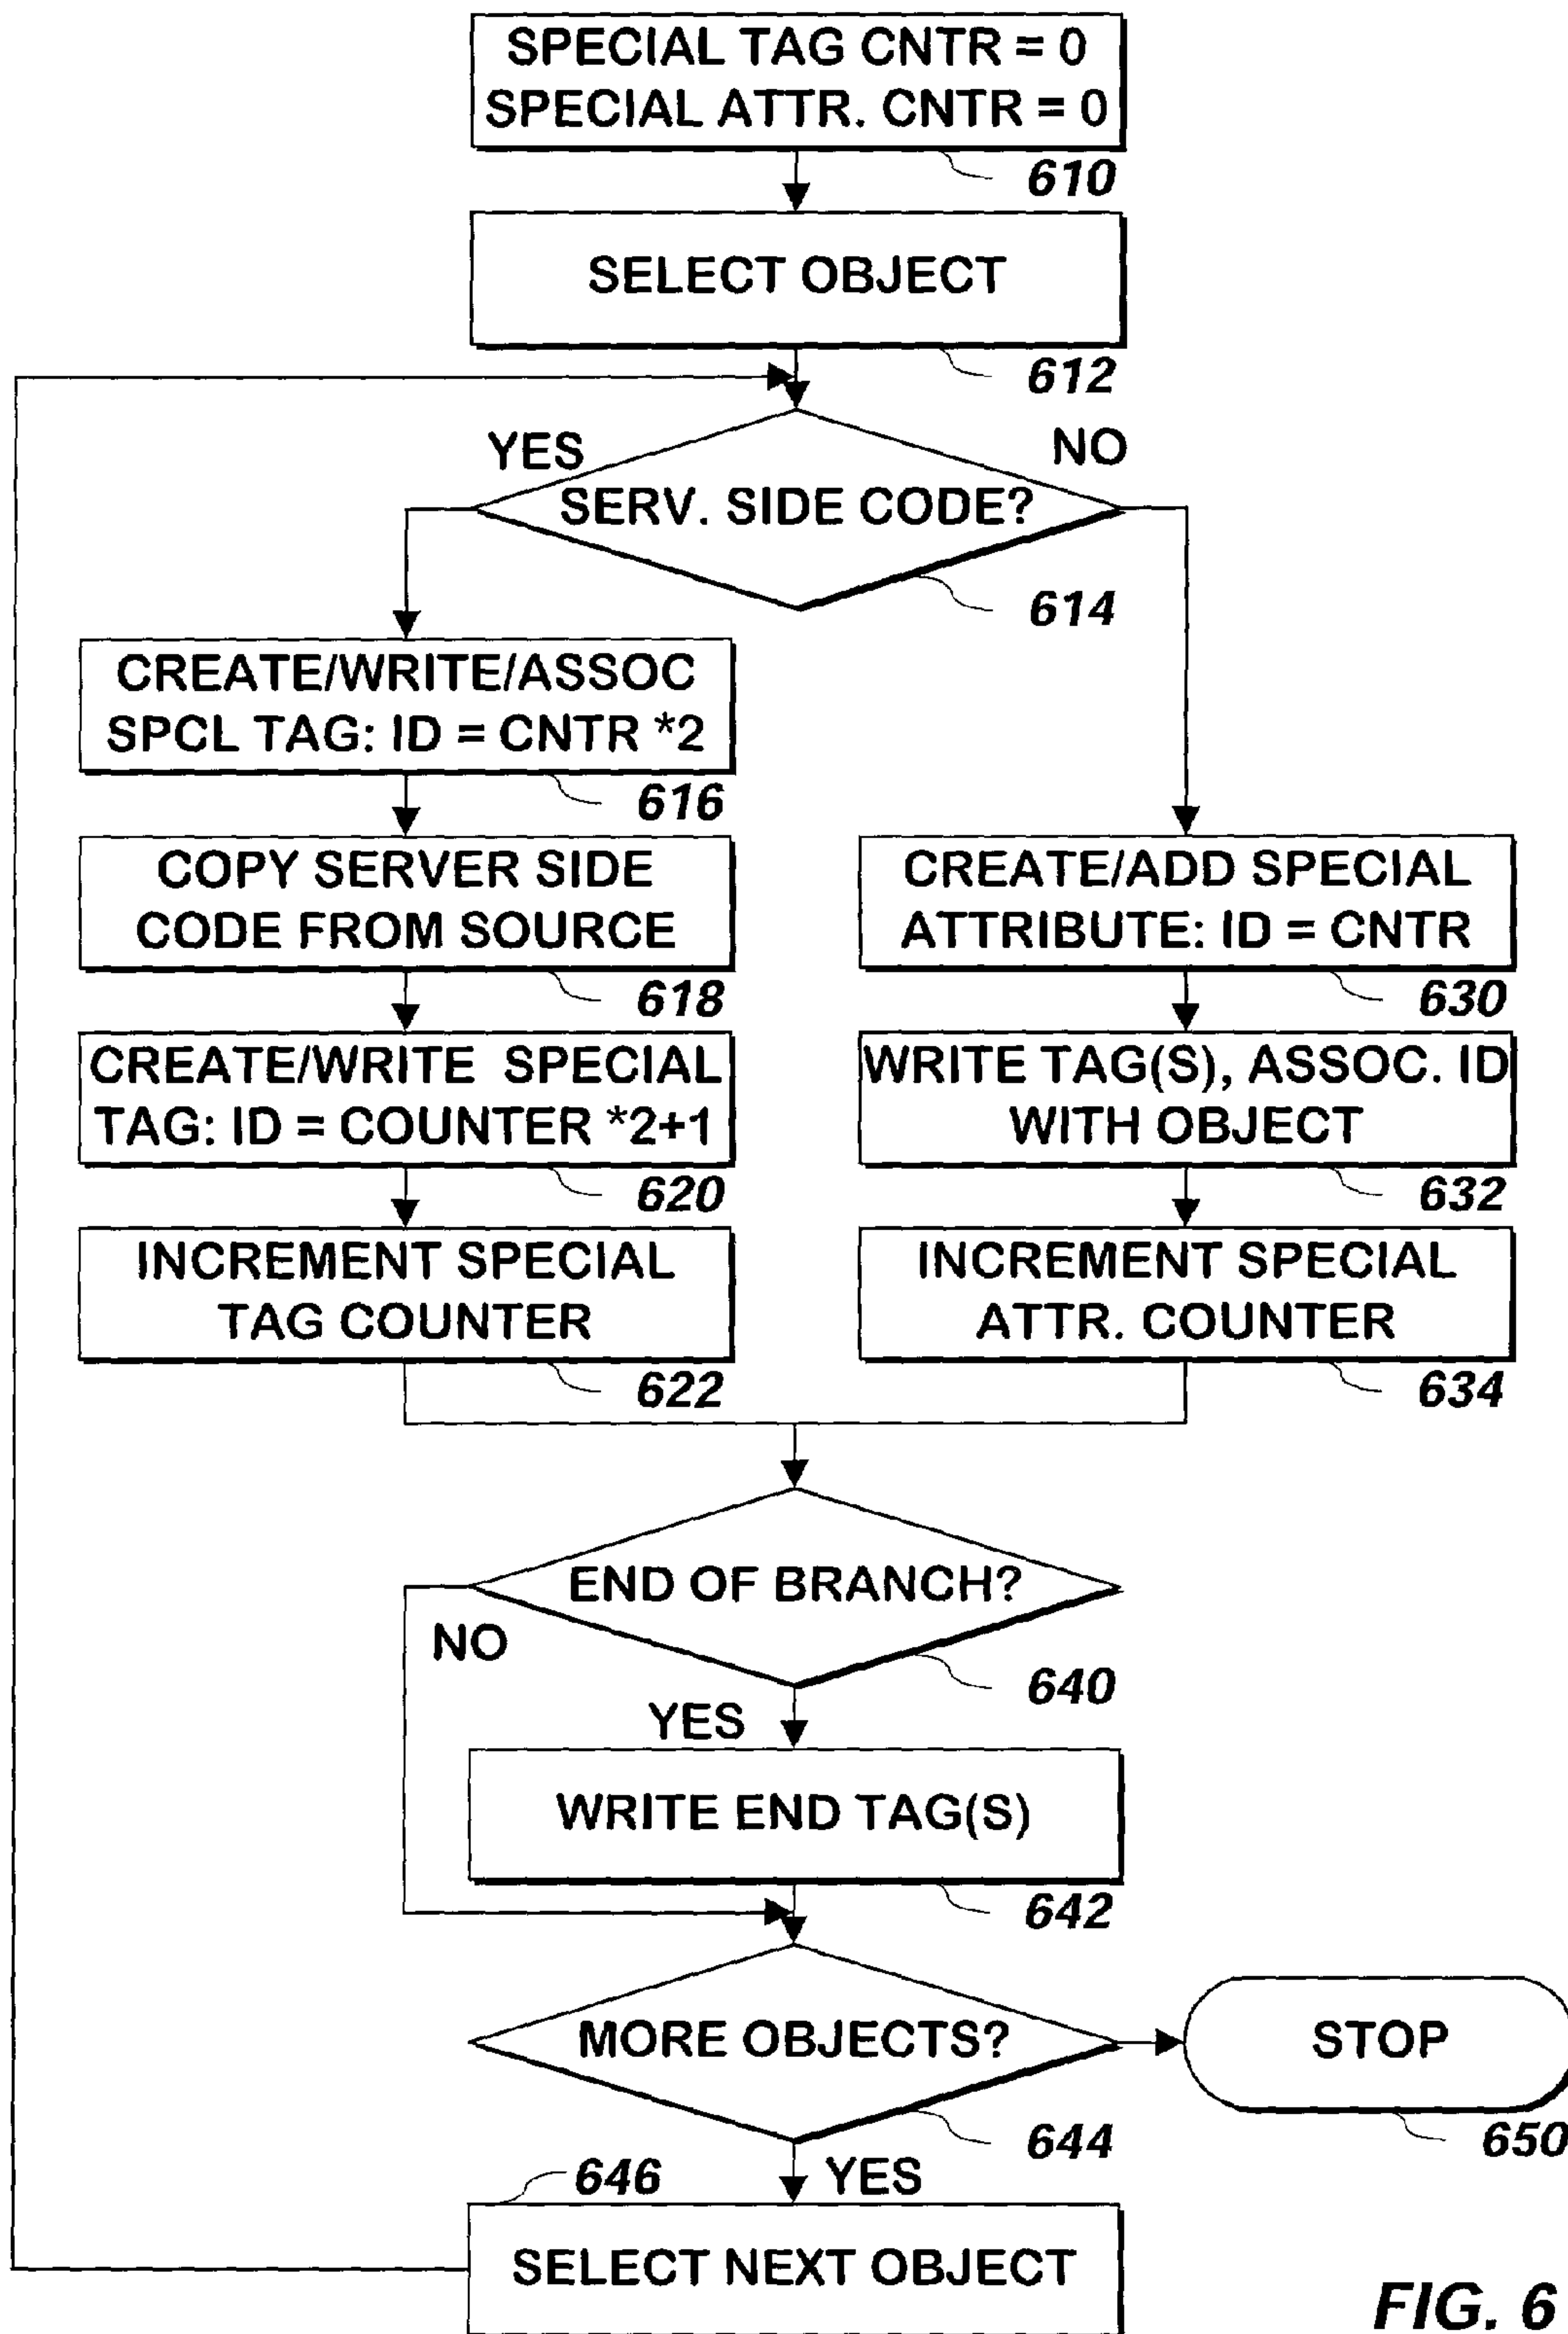 SPECIAL TAG CNTR = 0
SPECIAL ATTR. CNTR = 0
610
SELECT OBJECT
612
YES
NO
SERV. SIDE CODE?
614
CREATE/WRITE/ASSOC
SPCL TAG: ID = CNTR *2
616
COPY SERVER SIDE
CODE FROM SOURCE
618
CREATE/WRITE SPECIAL
TAG: ID = COUNTER *2+1
620
INCREMENT SPECIAL
TAG COUNTER
622
CREATE/ADD SPECIAL
ATTRIBUTE: ID = CNTR
630
WRITE TAG(S), ASSOC. ID
WITH OBJECT
632
INCREMENT SPECIAL
ATTR. COUNTER
634
END OF BRANCH?
NO
640
YES
WRITE END TAG(S)
642
MORE OBJECTS?
STOP
644
650
646
YES
SELECT NEXT OBJECT
FIG. 6